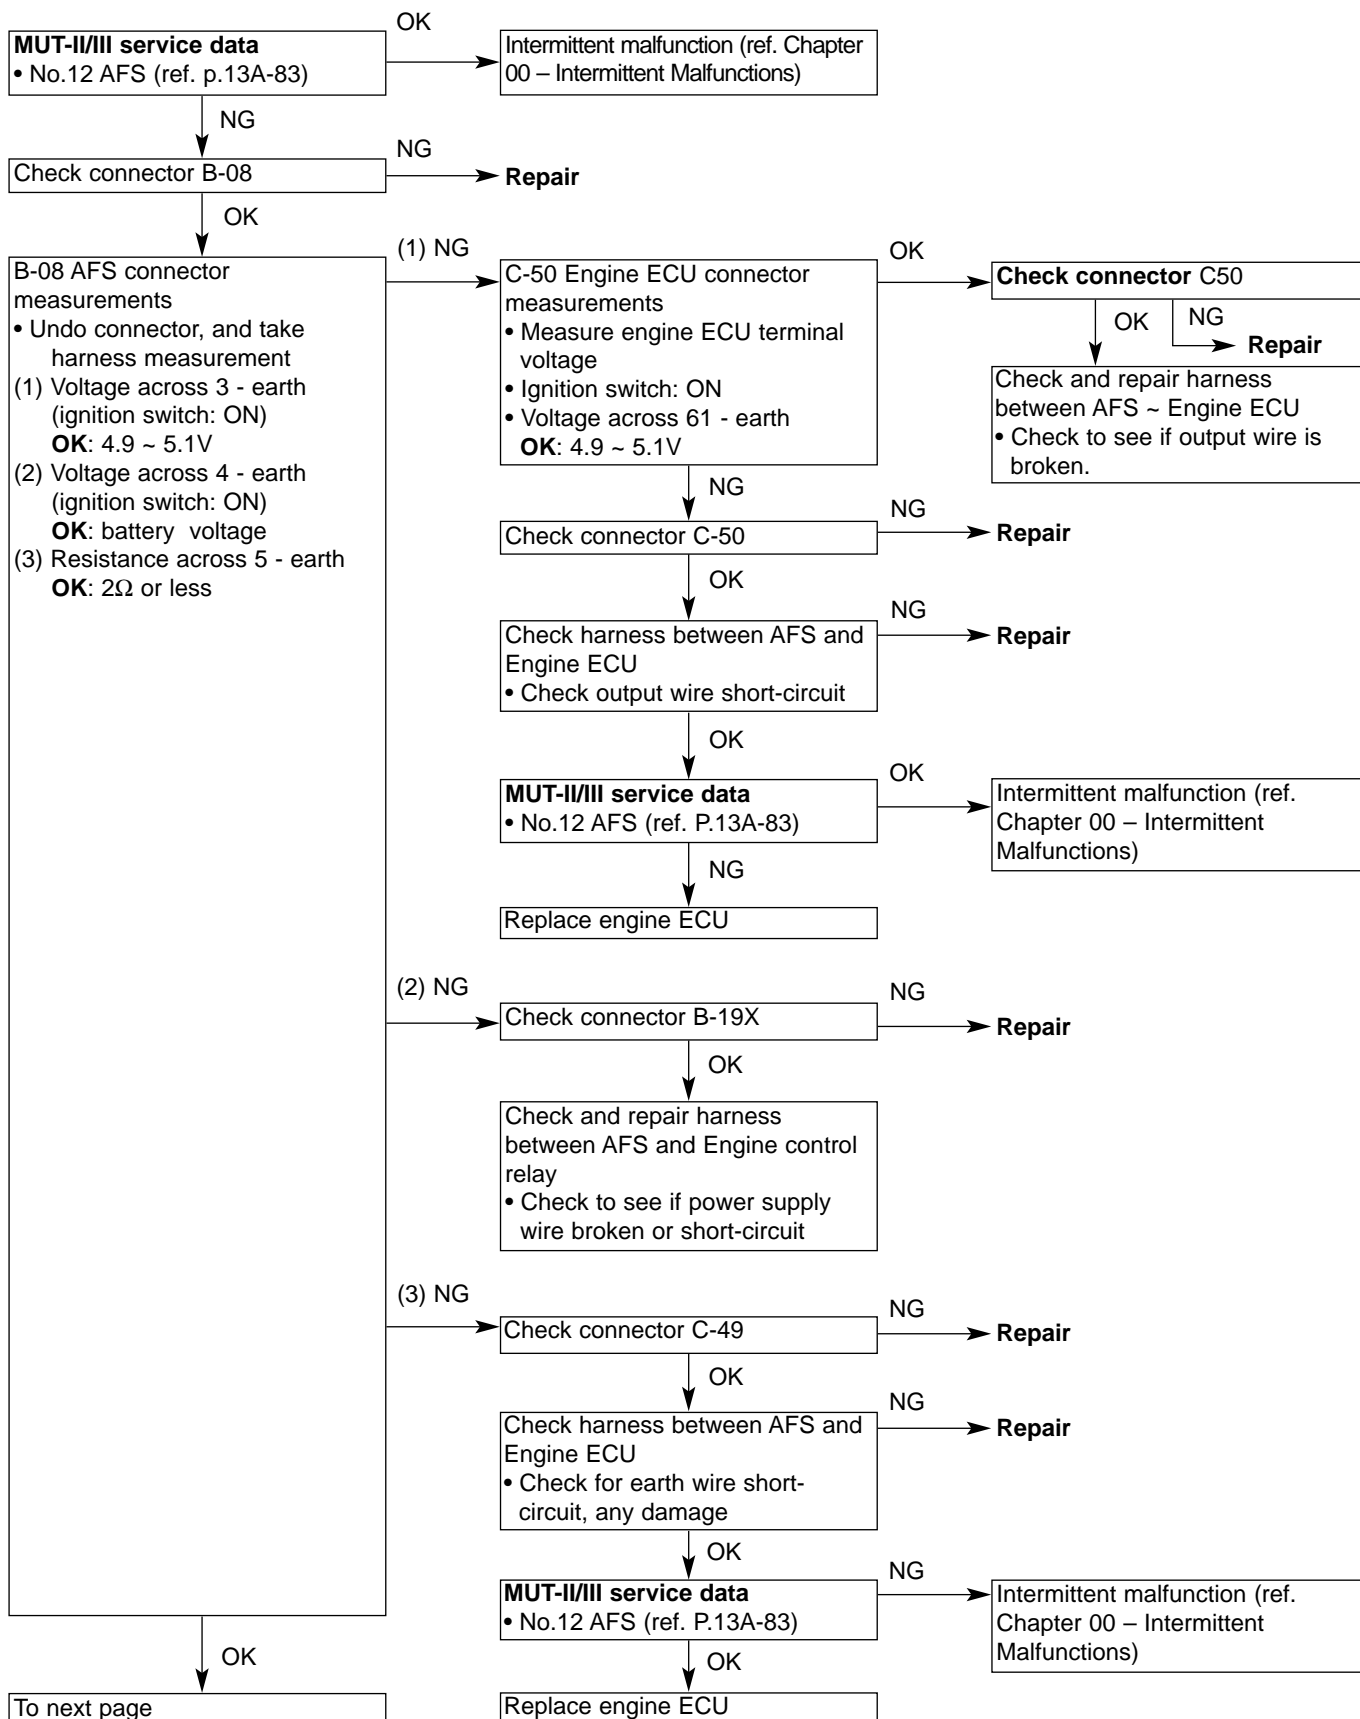 MUT-II/III service data
• No.12 AFS (ref. p.13A-83)
OK
Intermittent malfunction (ref. Chapter
00 – Intermittent Malfunctions)
NG
Check connector B-08
NG
Repair
OK
B-08 AFS connector
measurements
• Undo connector, and take
harness measurement
(1) Voltage across 3 - earth
(ignition switch: ON)
OK: 4.9 ~ 5.1V
(2) Voltage across 4 - earth
(ignition switch: ON)
OK: battery voltage
(3) Resistance across 5 - earth
OK: 2Ω or less
(1) NG
C-50 Engine ECU connector
measurements
• Measure engine ECU terminal
voltage
• Ignition switch: ON
• Voltage across 61 - earth
OK: 4.9 ~ 5.1V
OK
Check connector C50
OK
NG
Repair
Check and repair harness
between AFS ~ Engine ECU
• Check to see if output wire is
broken.
NG
Check connector C-50
NG
Repair
OK
Check harness between AFS and
Engine ECU
• Check output wire short-circuit
NG
Repair
OK
MUT-II/III service data
• No.12 AFS (ref. P.13A-83)
OK
Intermittent malfunction (ref.
Chapter 00 – Intermittent
Malfunctions)
NG
Replace engine ECU
(2) NG
Check connector B-19X
NG
Repair
OK
Check and repair harness
between AFS and Engine control
relay
• Check to see if power supply
wire broken or short-circuit
(3) NG
Check connector C-49
NG
Repair
OK
Check harness between AFS and
Engine ECU
• Check for earth wire short-
circuit, any damage
NG
Repair
OK
MUT-II/III service data
• No.12 AFS (ref. P.13A-83)
NG
Intermittent malfunction (ref.
Chapter 00 – Intermittent
Malfunctions)
OK
Replace engine ECU
OK
To next page